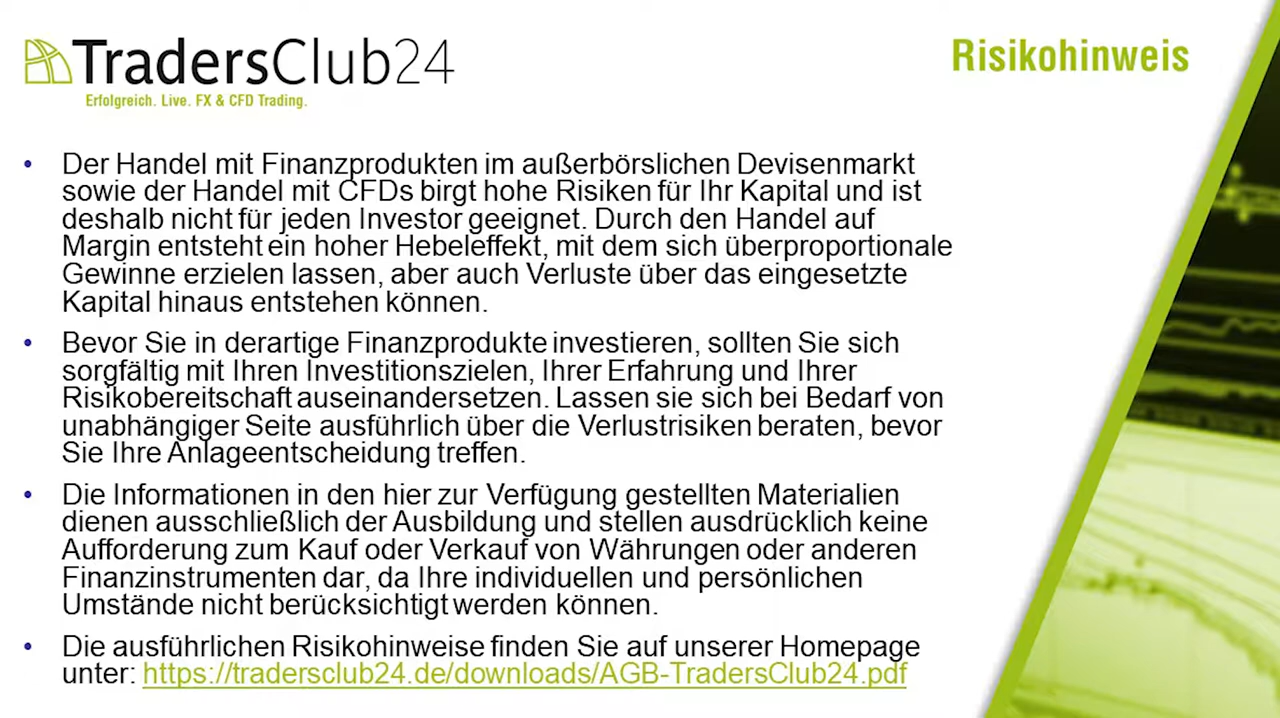 TradersClub24
Erfolgreich. Live. FX & CFD Trading.
Risikohinweis
• Der Handel mit Finanzprodukten im außerbörslichen Devisenmarkt
sowie der Handel mit CFDs birgt hohe Risiken für Ihr Kapital und ist
deshalb nicht für jeden Investor geeignet. Durch den Handel auf
Margin entsteht ein hoher Hebeleffekt, mit dem sich überproportionale
Gewinne erzielen lassen, aber auch Verluste über das eingesetzte
Kapital hinaus entstehen können.
• Bevor Sie in derartige Finanzprodukte investieren, sollten Sie sich
sorgfältig mit Ihren Investitionszielen, Ihrer Erfahrung und Ihrer
Risikobereitschaft auseinandersetzen. Lassen sie sich bei Bedarf von
unabhängiger Seite ausführlich über die Verlustrisiken beraten, bevor
Sie Ihre Anlageentscheidung treffen.
• Die Informationen in den hier zur Verfügung gestellten Materialien
dienen ausschließlich der Ausbildung und stellen ausdrücklich keine
Aufforderung zum Kauf oder Verkauf von Währungen oder anderen
Finanzinstrumenten dar, da Ihre individuellen und persönlichen
Umstände nicht berücksichtigt werden können.
• Die ausführlichen Risikohinweise finden Sie auf unserer Homepage
unter: https://tradersclub24.de/downloads/AGB-TradersClub24.pdf